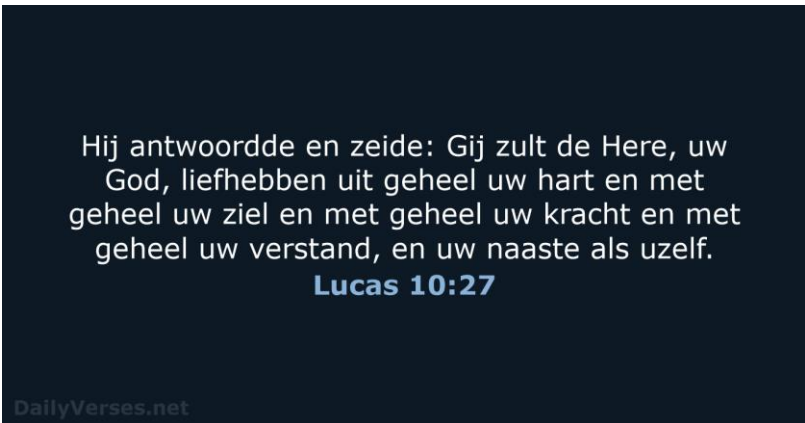 Hij antwoordde en zeide: Gij zult de Here, uw
God, liefhebben uit geheel uw hart en met
geheel uw ziel en met geheel uw kracht en met
geheel uw verstand, en uw naaste als uzelf.
Lucas 10:27
DailyVerses.net